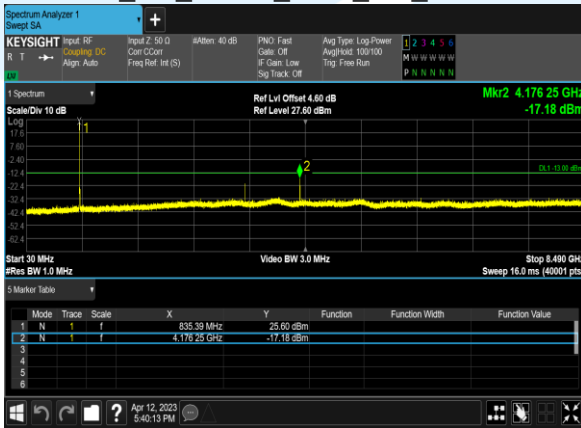 Spectrum Analyzer 1
Swept SA
+
KEYSIGHT Input: RF Input Z: 50 Ω #Atten: 40 dB PNO: Fast Avg Type: Log-Power 1 2 3 4 5 6
R T Coupling: DC Corr CCorr Gate: Off Avg|Hold: 100/100 M W W W W W
Align: Auto Freq Ref: Int (S) IF Gain: Low Trig: Free Run
Sig Track: Off P N N N N N
1 Spectrum
Scale/Div 10 dB Ref Lvl Offset 4.60 dB Mkr2 4.176 25 GHz
Ref Level 27.60 dBm -17.18 dBm
Log
1
17.6
7.60
-2.40
2
DL1 -13.00 dBm
-12.4
-22.4
-32.4
-42.4
-52.4
-62.4
Start 30 MHz Video BW 3.0 MHz Stop 8.490 GHz
#Res BW 1.0 MHz Sweep 16.0 ms (40001 pts)
5 Marker Table
Mode Trace Scale X Y Function Function Width Function Value
1 N 1 f 835.39 MHz 25.60 dBm
2 N 1 f 4.176 25 GHz -17.18 dBm
3
4
5
6
? Apr 12, 2023
5:40:13 PM